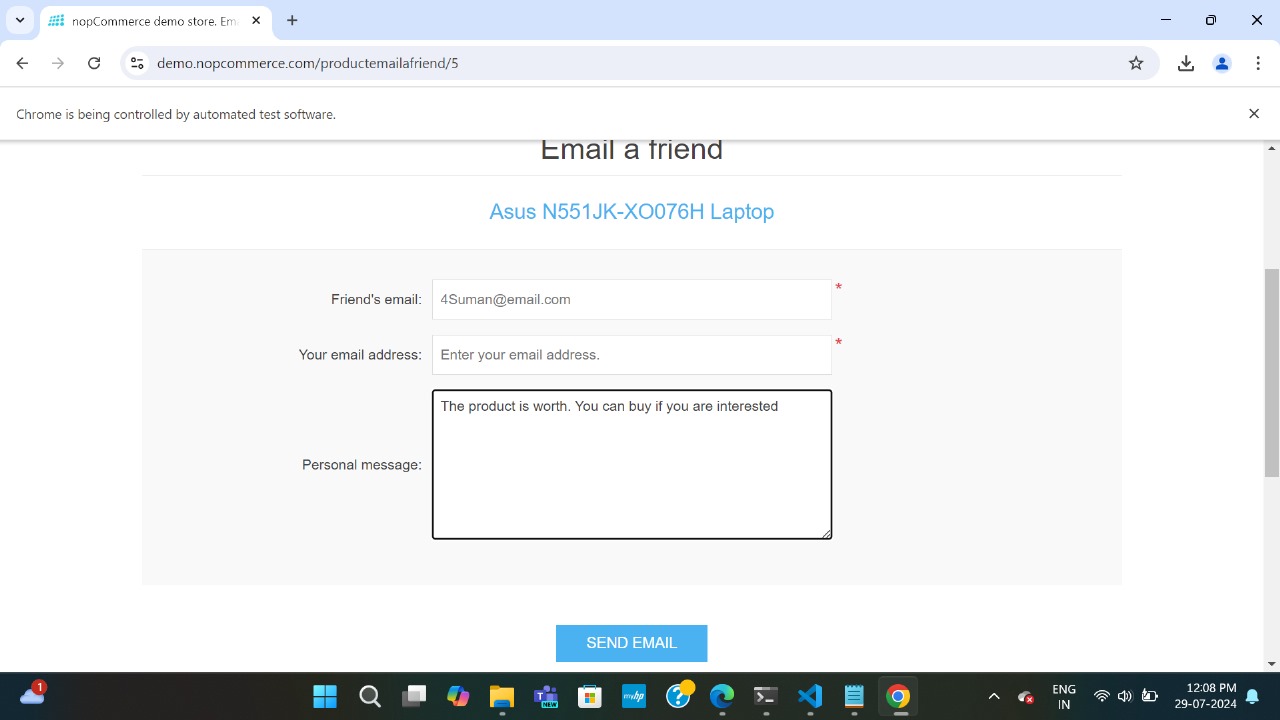 nopCommerce demo store. Em
demo.nopcommerce.com/productemailafriend/5
Chrome is being controlled by automated test software.
Email a friend
Asus N551JK-XO076H Laptop
Friend's email: 4Suman@email.com *
Your email address: Enter your email address. *
The product is worth. You can buy if you are interested
Personal message:
SEND EMAIL
1
NEW
myhp
ENG
IN
12:08 PM
29-07-2024